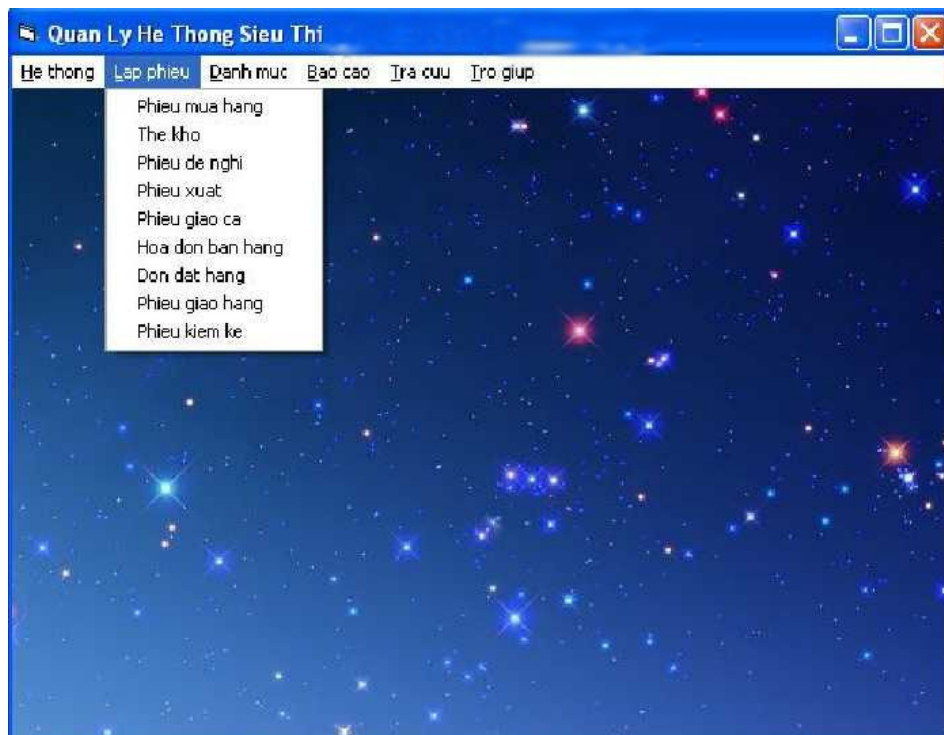 Quan Ly He Thong Sieu Thi
He thong Lap phieu Danh muc Bao cao Tra cuu Tro giup
Phieu mua hang
The kho
Phieu de nghi
Phieu xuat
Phieu giao ca
Hoa don ban hang
Don dat hang
Phieu giao hang
Phieu kiem ke